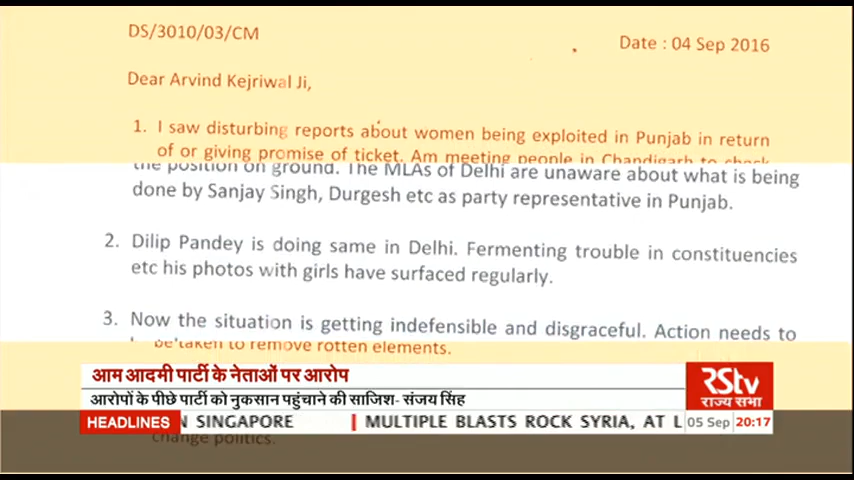 DS/3010/03/CM
Date : 04 Sep 2016
Dear Arvind Kejriwal Ji,
1. I saw disturbing reports about women being exploited in Punjab in return
of or giving promise of ticket. Am meeting people in Chandigarh to check
the position on ground. The MLAs of Delhi are unaware about what is being
done by Sanjay Singh, Durgesh etc as party representative in Punjab.
2. Dilip Pandey is doing same in Delhi. Fermenting trouble in constituencies
etc his photos with girls have surfaced regularly.
3. Now the situation is getting indefensible and disgraceful. Action needs to
be taken to remove rotten elements.
आम आदमी पार्टी के नेताओं पर आरोप
आरोपों के पीछे पार्टी को नुकसान पहुंचाने की साजिश- संजय सिंह
RSTV
राज्य सभा
HEADLINES
N SINGAPORE | MULTIPLE BLASTS ROCK SYRIA, AT L
05 Sep 20:17
change politics.